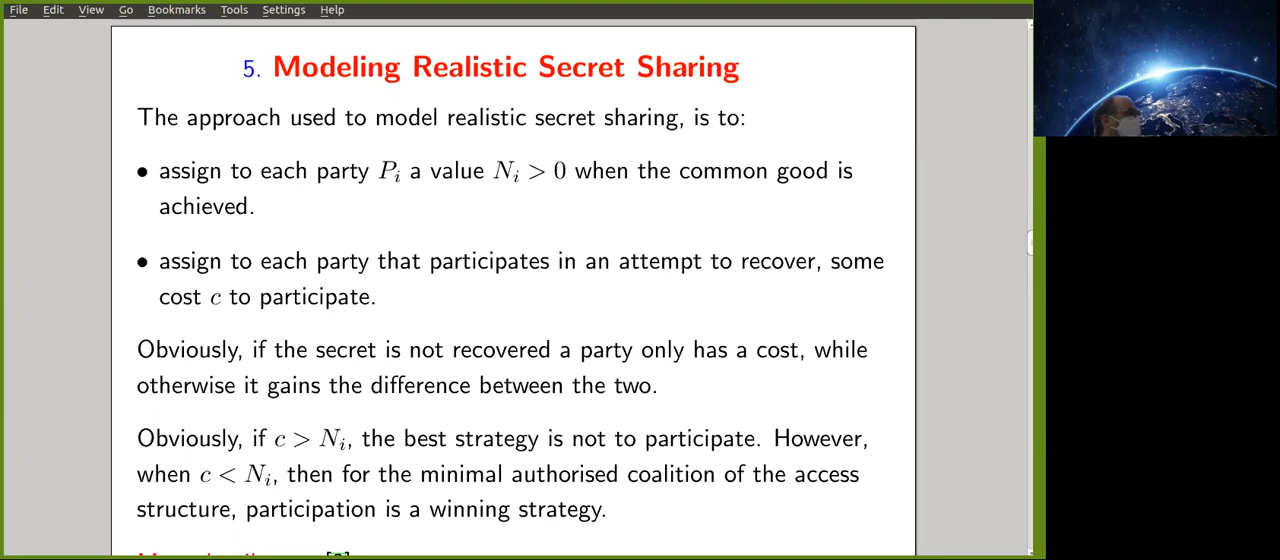 File Edit View Go Bookmarks Tools Settings Help
5. Modeling Realistic Secret Sharing
The approach used to model realistic secret sharing, is to:
• assign to each party P_i a value N_i > 0 when the common good is
achieved.
• assign to each party that participates in an attempt to recover, some
cost c to participate.
Obviously, if the secret is not recovered a party only has a cost, while
otherwise it gains the difference between the two.
Obviously, if c > N_i, the best strategy is not to participate. However,
when c < N_i, then for the minimal authorised coalition of the access
structure, participation is a winning strategy.